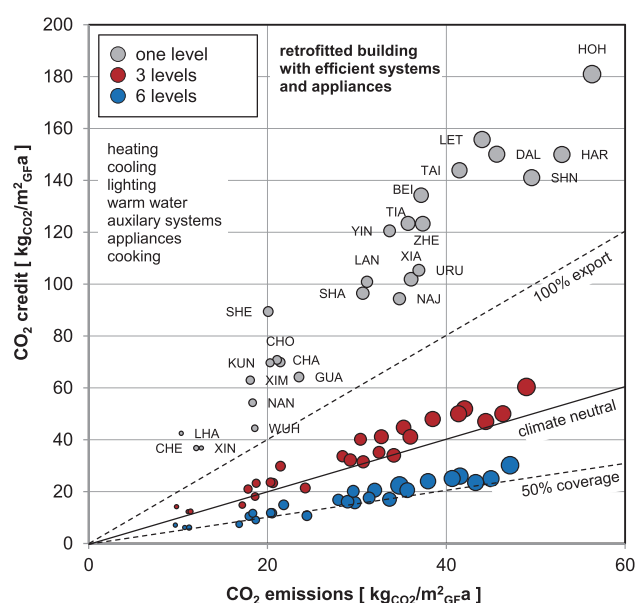 200
180
160
140
120
100
80
60
40
20
0
0
20
40
60
CO2 credit [ kgCO2/m2GFa ]
CO2 emissions [ kgCO2/m2GFa ]
one level
3 levels
6 levels
retrofitted building
with efficient systems
and appliances
heating
cooling
lighting
warm water
auxilary systems
appliances
cooking
HOH
LET
DAL
HAR
TAI
SHN
BEI
TIA
YIN
ZHE
XIA
LAN
URU
SHA
NAJ
SHE
CHO
KUN
CHA
XIM
GUA
NAN
WUH
LHA
CHE
XIN
100% export
climate neutral
50% coverage